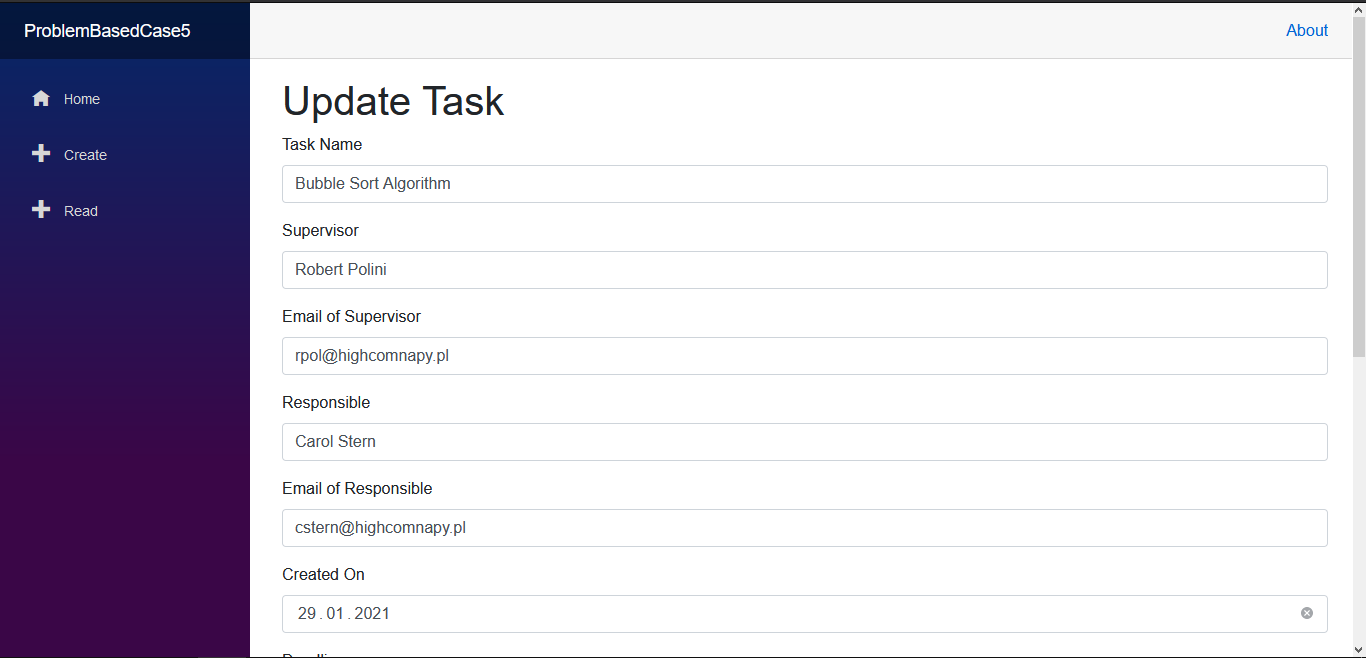 ProblemBasedCase5
About
Home
Create
Read
Update Task
Task Name
Bubble Sort Algorithm
Supervisor
Robert Polini
Email of Supervisor
rpol@highcomnapy.pl
Responsible
Carol Stern
Email of Responsible
cstern@highcomnapy.pl
Created On
29.01.2021